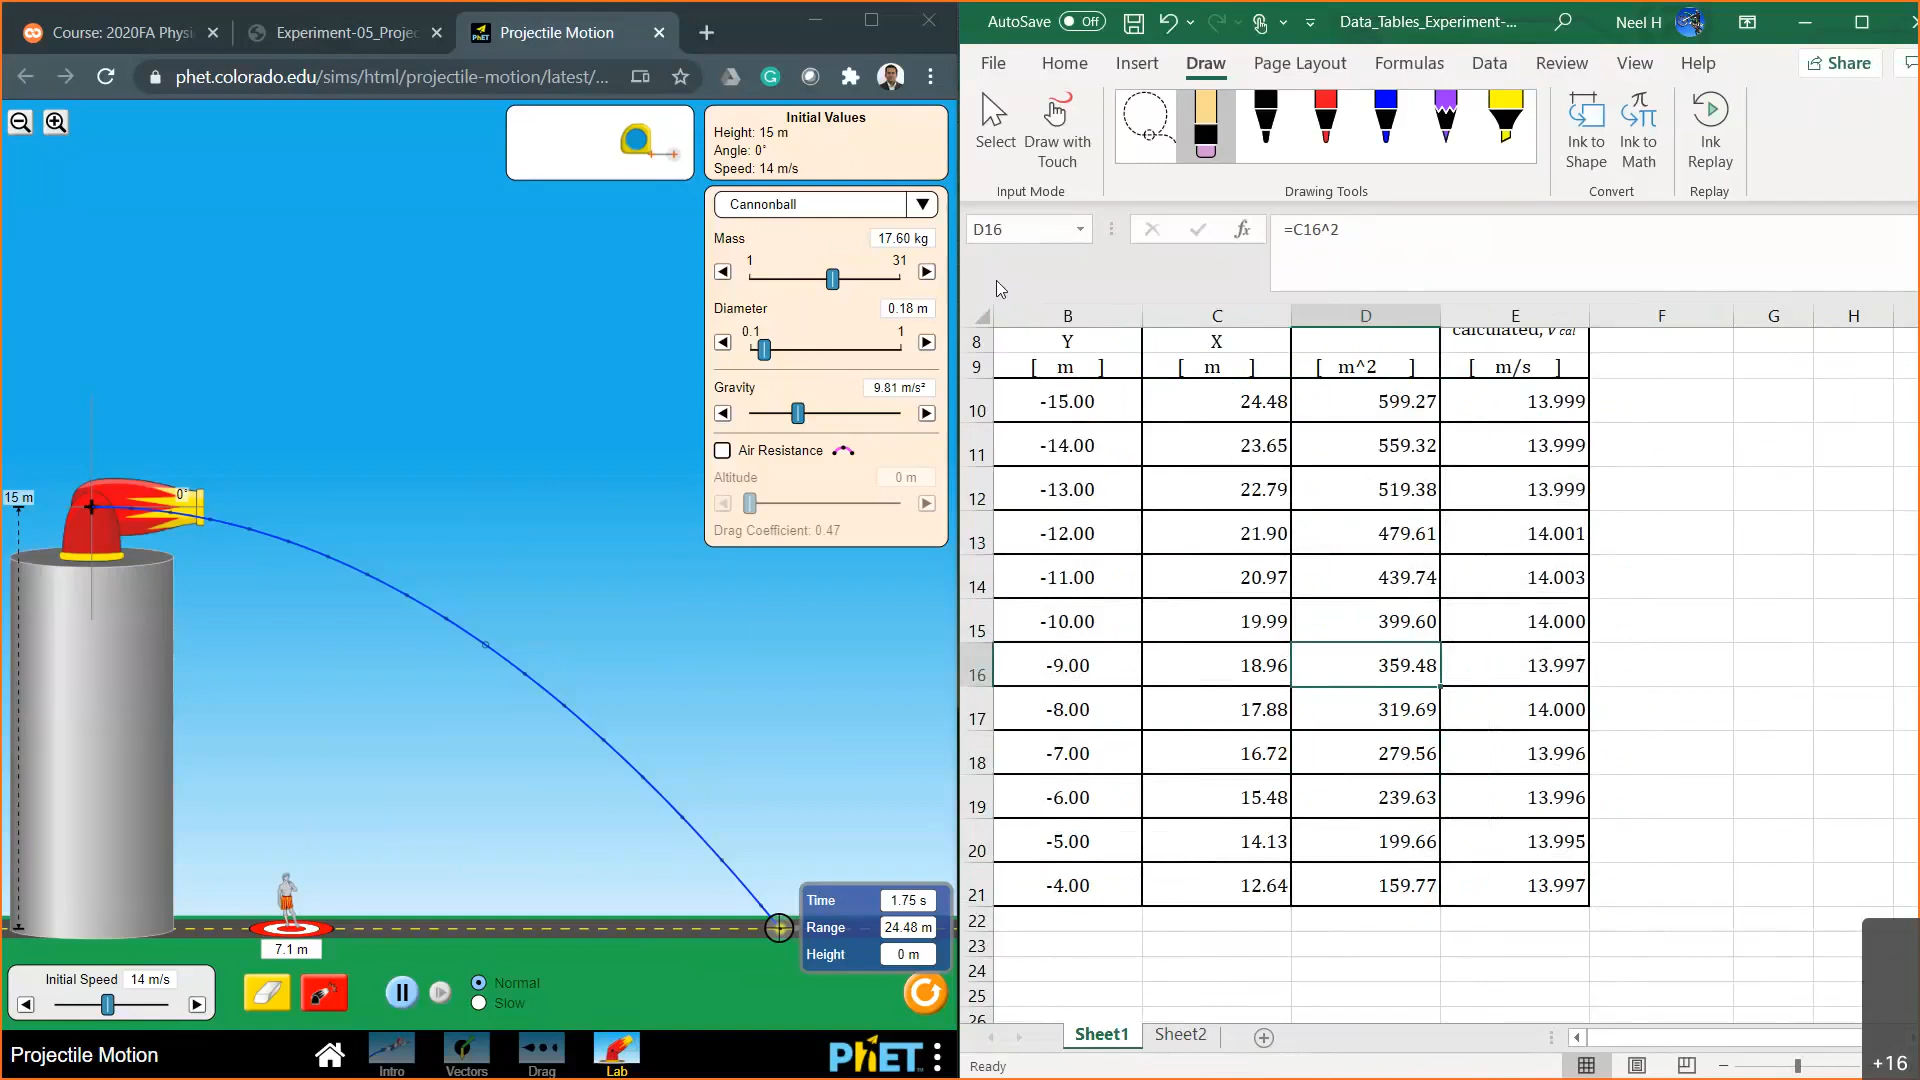 Course: 2020FA Physi
Experiment-05_Projec
Projectile Motion
phet.colorado.edu/sims/html/projectile-motion/latest/...
Initial Values
Height: 15 m
Angle: 0°
Speed: 14 m/s
Cannonball
Mass 17.60 kg
1 31
Diameter 0.18 m
0.1 1
Gravity 9.81 m/s²
Air Resistance
Altitude 0 m
Drag Coefficient: 0.47
15 m
0°
7.1 m
Time 1.75 s
Range 24.48 m
Height 0 m
Initial Speed 14 m/s
Normal
Slow
Projectile Motion
Intro
Vectors
Drag
Lab
PhET
AutoSave Off
Data_Tables_Experiment-...
Neel H
File Home Insert Draw Page Layout Formulas Data Review View Help Share
Select
Draw with Touch
Ink to Shape
Ink to Math
Ink Replay
Input Mode
Drawing Tools
Convert
Replay
D16 fx =C16^2
B C D E F G H
calculated, v cal
8 Y X
9 [ m ] [ m ] [ m^2 ] [ m/s ]
10 -15.00 24.48 599.27 13.999
11 -14.00 23.65 559.32 13.999
12 -13.00 22.79 519.38 13.999
13 -12.00 21.90 479.61 14.001
14 -11.00 20.97 439.74 14.003
15 -10.00 19.99 399.60 14.000
16 -9.00 18.96 359.48 13.997
17 -8.00 17.88 319.69 14.000
18 -7.00 16.72 279.56 13.996
19 -6.00 15.48 239.63 13.996
20 -5.00 14.13 199.66 13.995
21 -4.00 12.64 159.77 13.997
22
23
24
25
26
Sheet1 Sheet2
Ready
+16